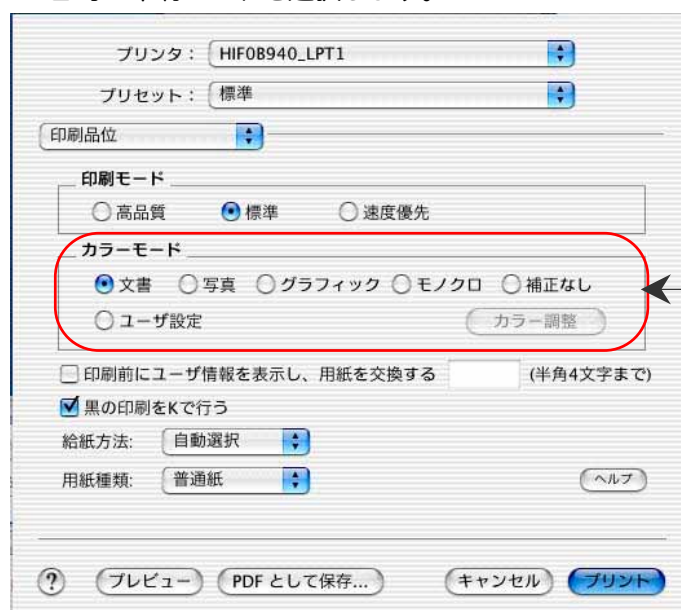 プリンタ： HIF0B940_LPT1
プリセット： 標準
印刷品位
印刷モード
高品質 標準 速度優先
カラーモード
文書 写真 グラフィック モノクロ 補正なし
ユーザ設定 カラー調整
印刷前にユーザ情報を表示し、用紙を交換する (半角4文字まで)
黒の印刷をKで行う
給紙方法: 自動選択
用紙種類: 普通紙 ヘルプ
? プレビュー PDF として保存... キャンセル プリント